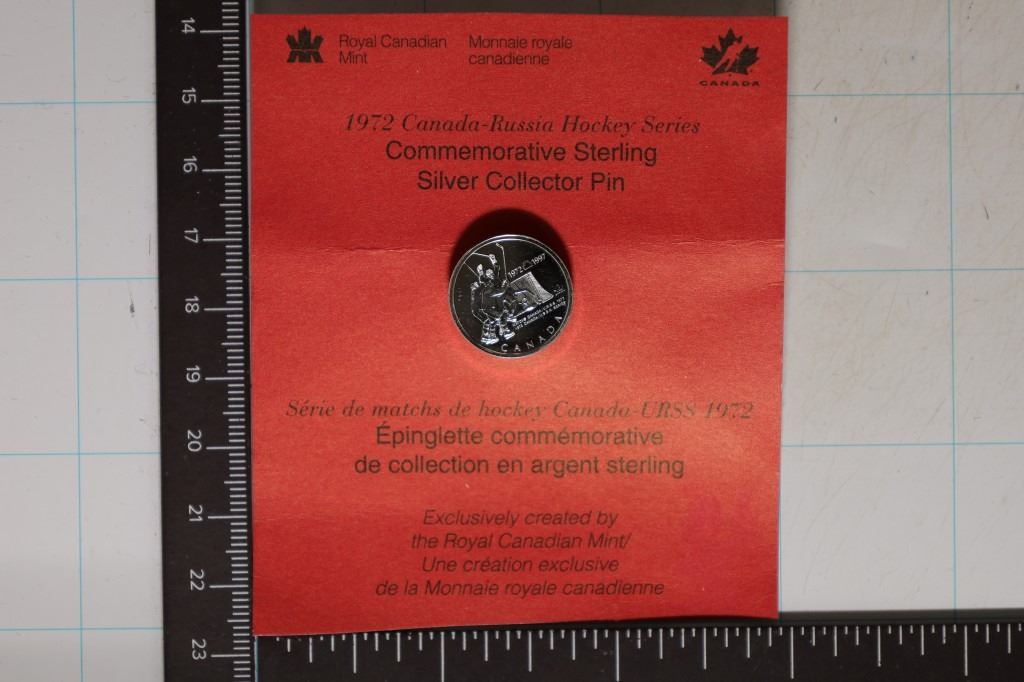 14
15
16
17
18
19
20
21
22
23
Royal Canadian Mint
Monnaie royale canadienne
CANADA
1972 Canada-Russia Hockey Series
Commemorative Sterling
Silver Collector Pin
1972 1997
CANADA
Série de matchs de hockey Canada-URSS 1972
Épinglette commémorative
de collection en argent sterling
Exclusively created by
the Royal Canadian Mint/
Une création exclusive
de la Monnaie royale canadienne